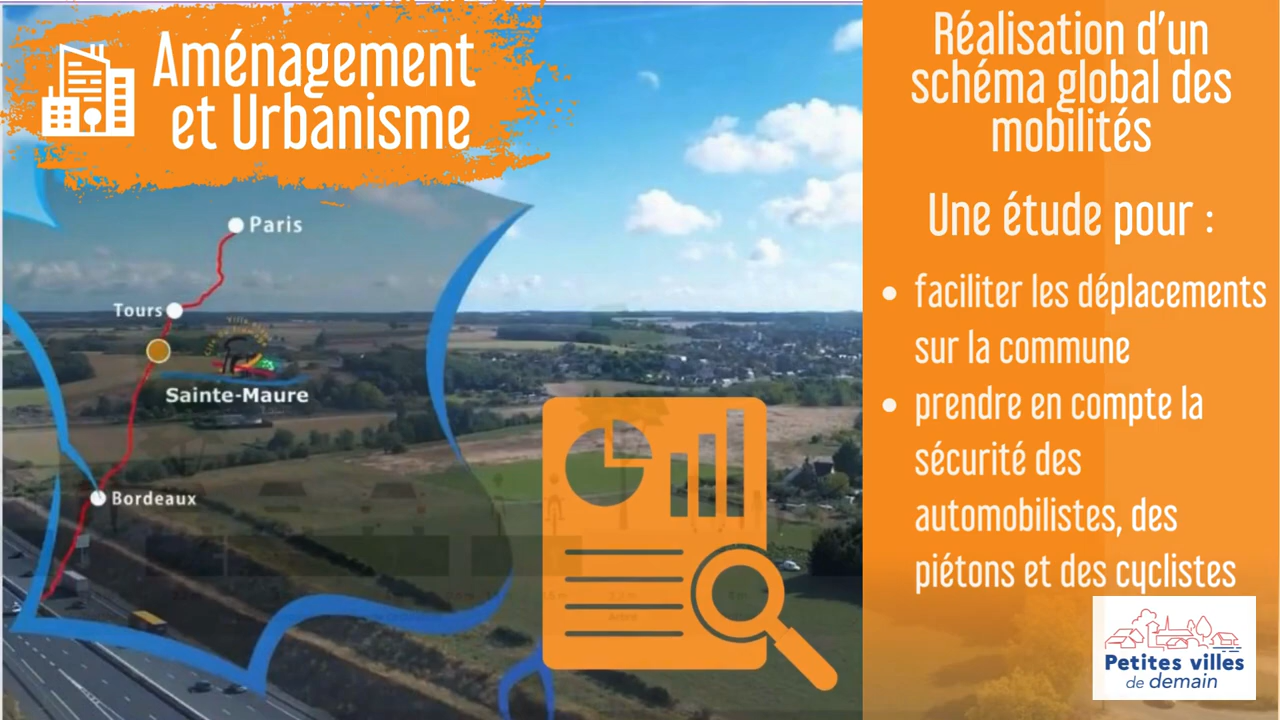 Aménagement
et Urbanisme
Paris
Tours
Sainte-Maure
Bordeaux
Réalisation d'un
schéma global des
mobilités
Une étude pour :
• faciliter les déplacements
sur la commune
• prendre en compte la
sécurité des
automobilistes, des
piétons et des cyclistes
Petites villes
de demain